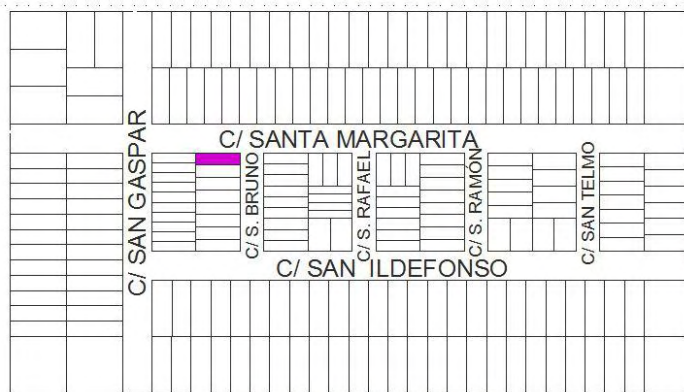 C/ SANTA MARGARITA
C/ SAN GASPAR
C/ S. BRUNO
C/ S. RAFAEL
C/ S. RAMÓN
C/ SAN TELMO
C/ SAN ILDEFONSO